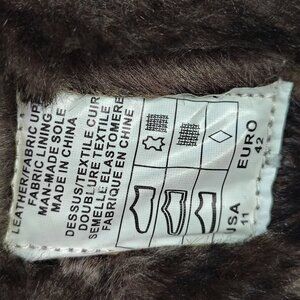 LEATHER/FABRIC UP
FABRIC LINING
MAN-MADE SOLE
MADE IN CHINA
DESSUS/TEXTILE CUIR
DOUBLURE TEXTILE
SEMELLE ELASTOMERE
FABRIQUE EN CHINE
EURO
42
USA
11